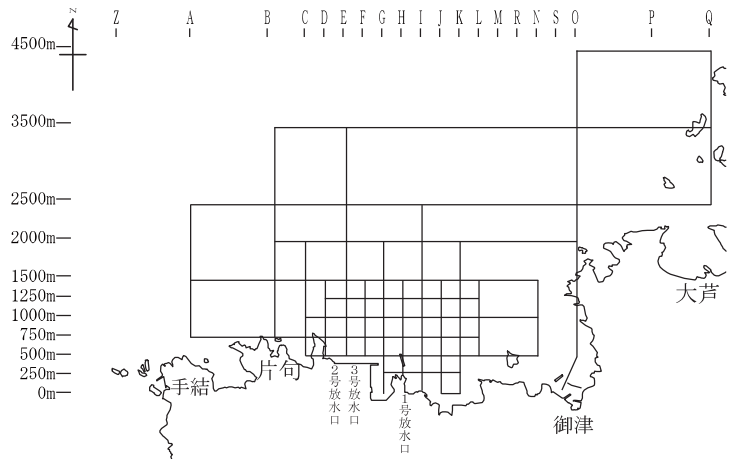 N
Z A B C D E F G H I J K L M R N S O P Q
4500m
3500m
2500m
2000m
1500m
1250m
1000m
750m
500m
250m
0m
大芦
片句
手結
2号放水口
3号放水口
1号放水口
御津